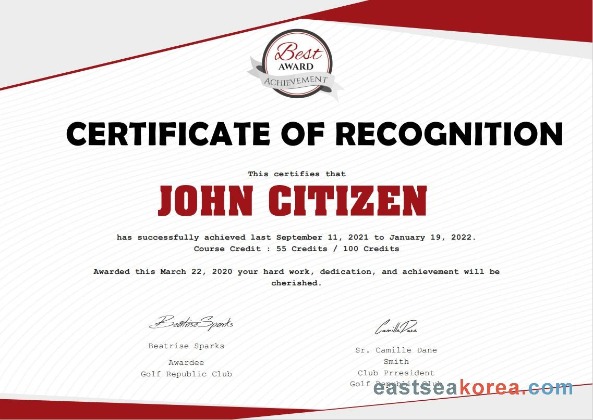 Best
AWARD
ACHIEVEMENT
CERTIFICATE OF RECOGNITION
This certifies that
JOHN CITIZEN
has successfully achieved last September 11, 2021 to January 19, 2022.
Course Credit : 55 Credits / 100 Credits
Awarded this March 22, 2020 your hard work, dedication, and achievement will be
cherished.
Beatrise Sparks
Camilla Dane
Beatrise Sparks
Sr. Camille Dane
Smith
Awardee
Club Prresident
Golf Republic Club
Golf Republic Club
eastseakorea.com